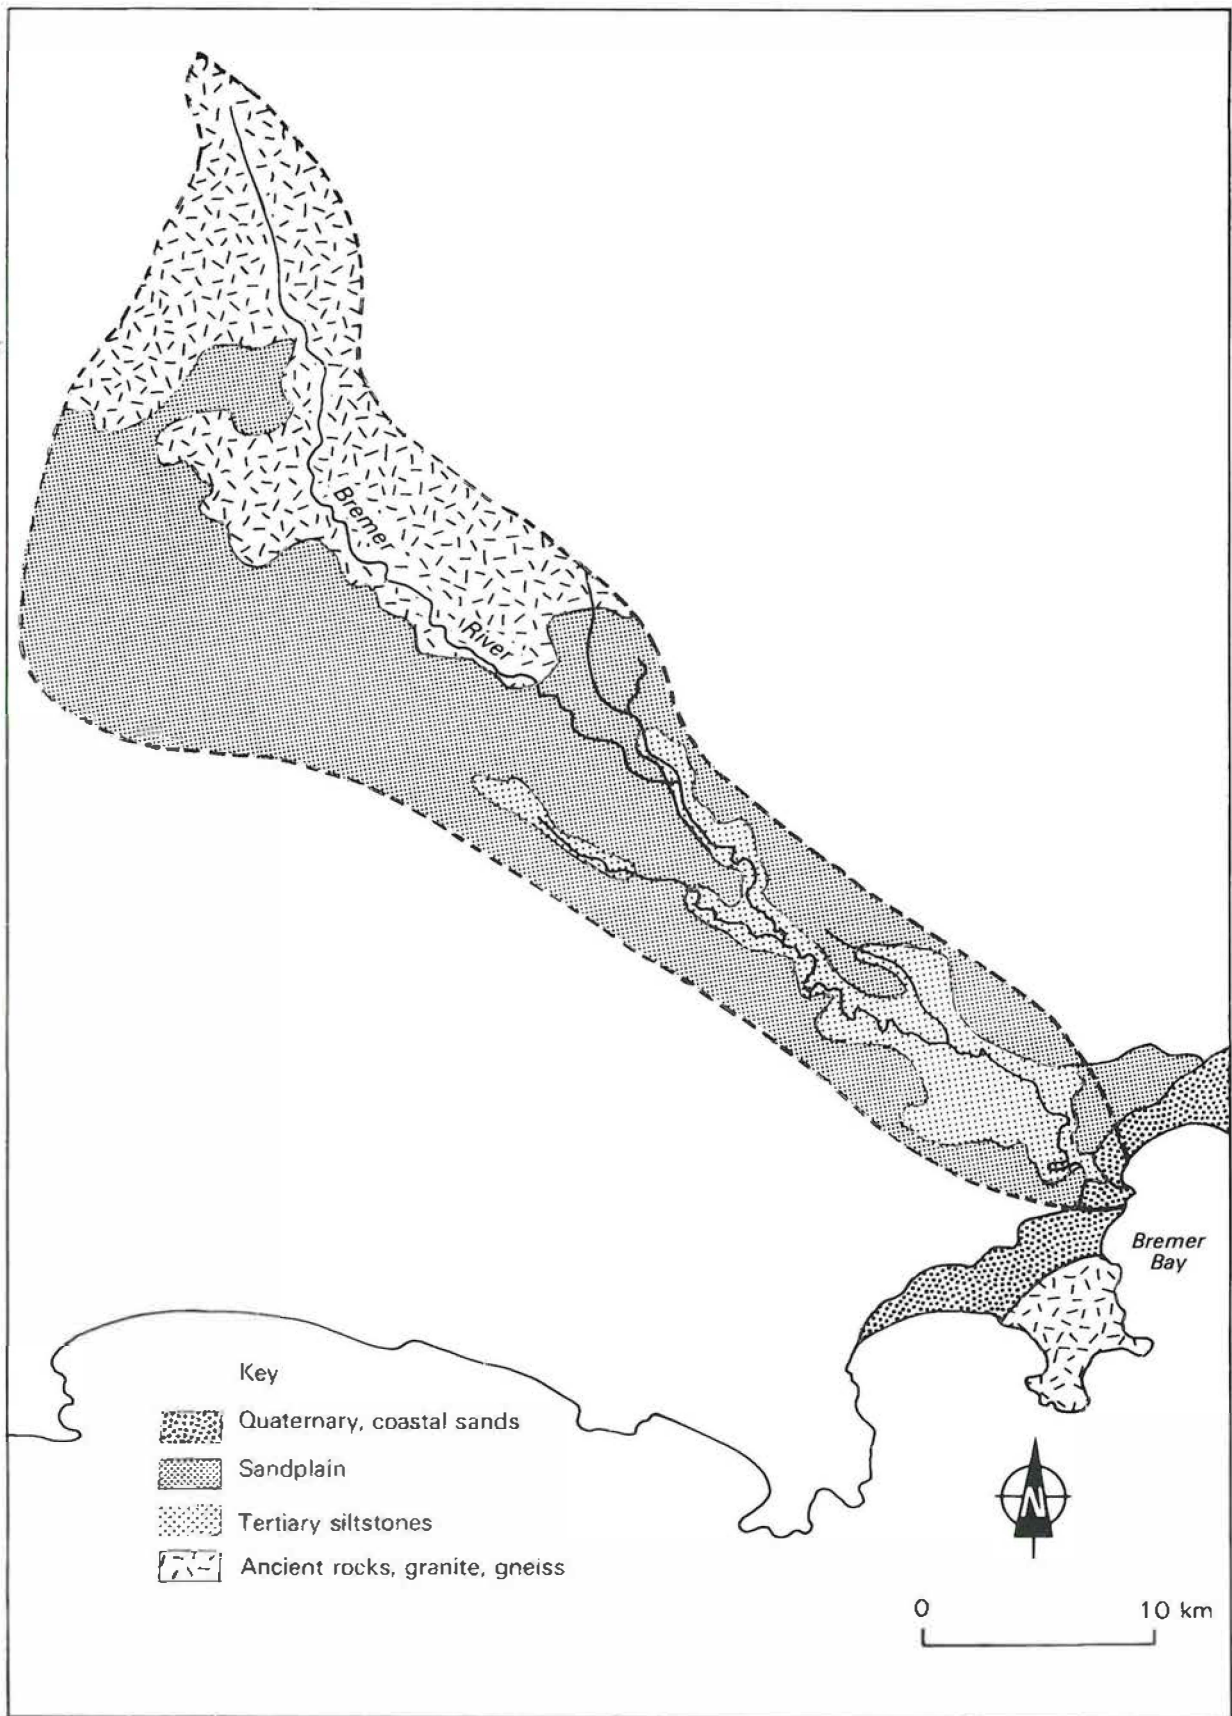 Bremer
River
Bremer
Bay
Key
Quaternary, coastal sands
Sandplain
Tertiary siltstones
Ancient rocks, granite, gneiss
N
0 10 km